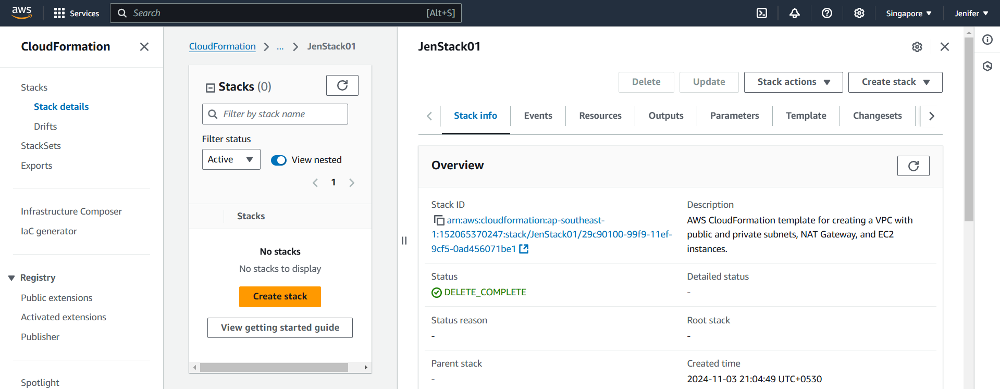 aws
Services
Search
[Alt+S]
Singapore
Jenifer
CloudFormation
Stacks
Stack details
Drifts
StackSets
Exports
Infrastructure Composer
IaC generator
Registry
Public extensions
Activated extensions
Publisher
Spotlight
CloudFormation
...
JenStack01
Stacks (0)
Filter by stack name
Filter status
Active
View nested
1
Stacks
No stacks
No stacks to display
Create stack
View getting started guide
JenStack01
Delete
Update
Stack actions
Create stack
Stack info
Events
Resources
Outputs
Parameters
Template
Changesets
Overview
Stack ID
arn:aws:cloudformation:ap-southeast-
1:152065370247:stack/JenStack01/29c90100-99f9-11ef-
9cf5-0ad456071be1
Description
AWS CloudFormation template for creating a VPC with
public and private subnets, NAT Gateway, and EC2
instances.
Status
DELETE_COMPLETE
Detailed status
-
Status reason
-
Root stack
-
Parent stack
-
Created time
2024-11-03 21:04:49 UTC+0530